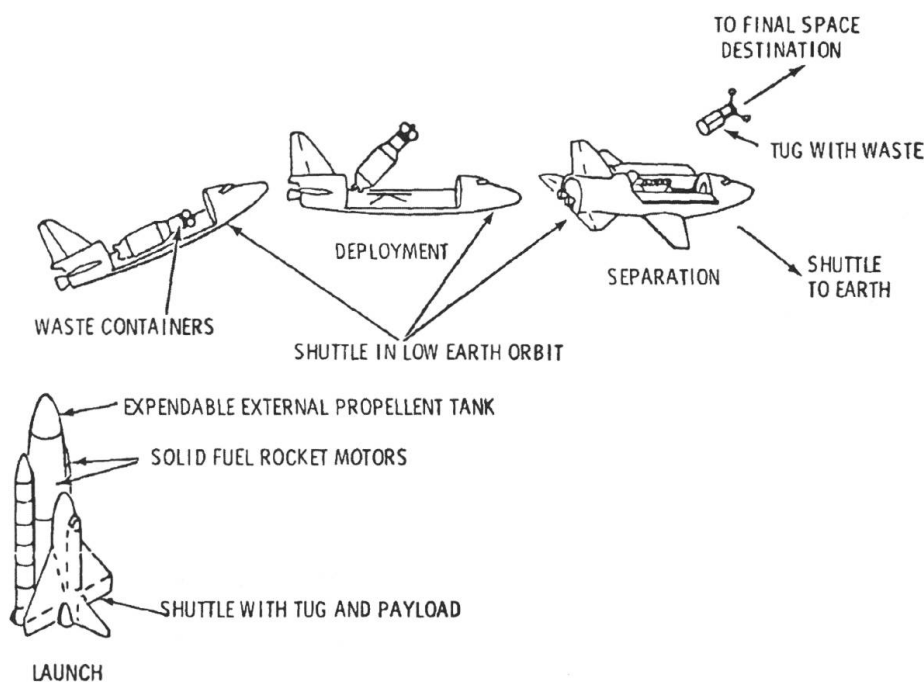 TO FINAL SPACE
DESTINATION
TUG WITH WASTE
DEPLOYMENT
SEPARATION
SHUTTLE
TO EARTH
WASTE CONTAINERS
SHUTTLE IN LOW EARTH ORBIT
EXPENDABLE EXTERNAL PROPELLENT TANK
SOLID FUEL ROCKET MOTORS
SHUTTLE WITH TUG AND PAYLOAD
LAUNCH